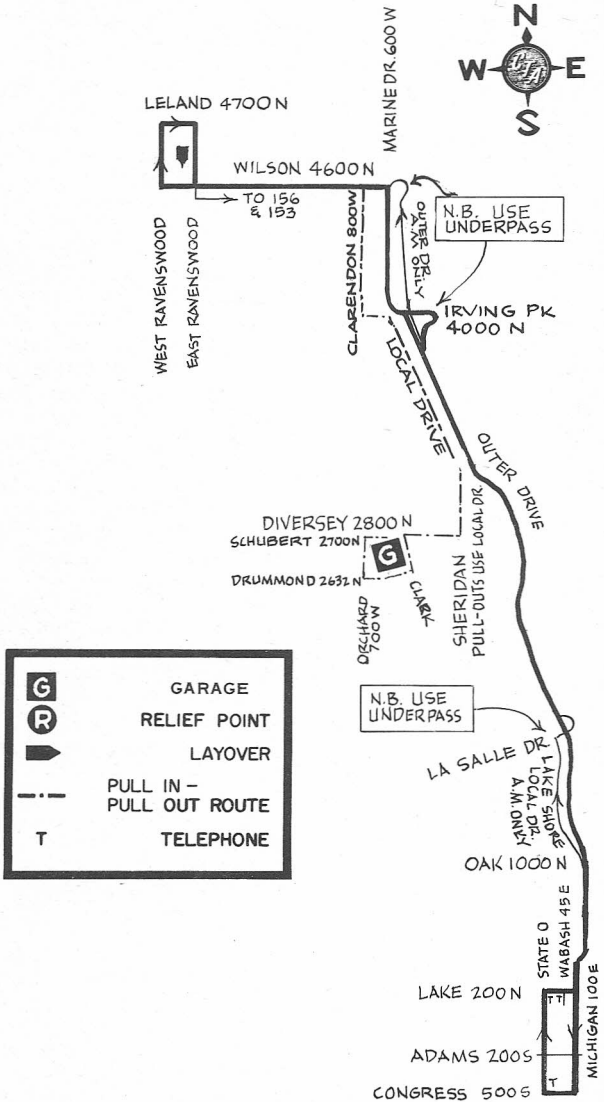 N
W CTA E
S
MARINE DR. 600 W
LELAND 4700 N
WILSON 4600 N
TO 156
& 153
WEST RAVENSWOOD
EAST RAVENSWOOD
CLARENDON 800W
OUTER DR.
A.M ONLY
N.B. USE
UNDERPASS
IRVING PK
4000 N
LOCAL DRIVE
OUTER DRIVE
DIVERSEY 2800 N
SCHUBERT 2700N
G
DRUMMOND 2632 N
ORCHARD
700 W
CLARK
SHERIDAN
PULL-OUTS USE LOCAL DR.
G GARAGE
R RELIEF POINT
LAYOVER
PULL IN -
PULL OUT ROUTE
T TELEPHONE
N.B. USE
UNDERPASS
LA SALLE DR
LAKE SHORE
LOCAL DR.
A.M. ONLY
OAK 1000 N
STATE 0
WABASH 45 E
MICHIGAN 100 E
LAKE 200 N
T T
ADAMS 200 S
T
CONGRESS 500 S